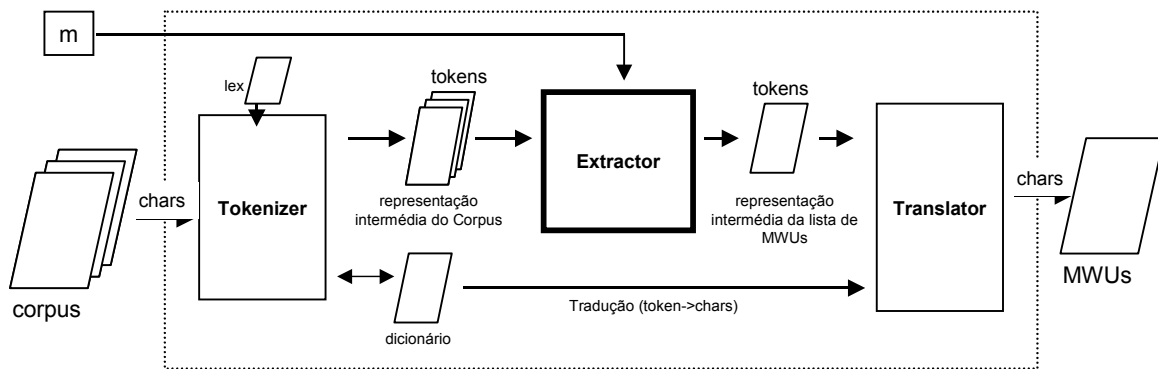 m
lex
tokens
tokens
chars
Tokenizer
Extractor
Translator
chars
representação
intermédia do Corpus
representação
intermédia da lista de
MWUs
corpus
MWUs
Tradução (token->chars)
dicionário